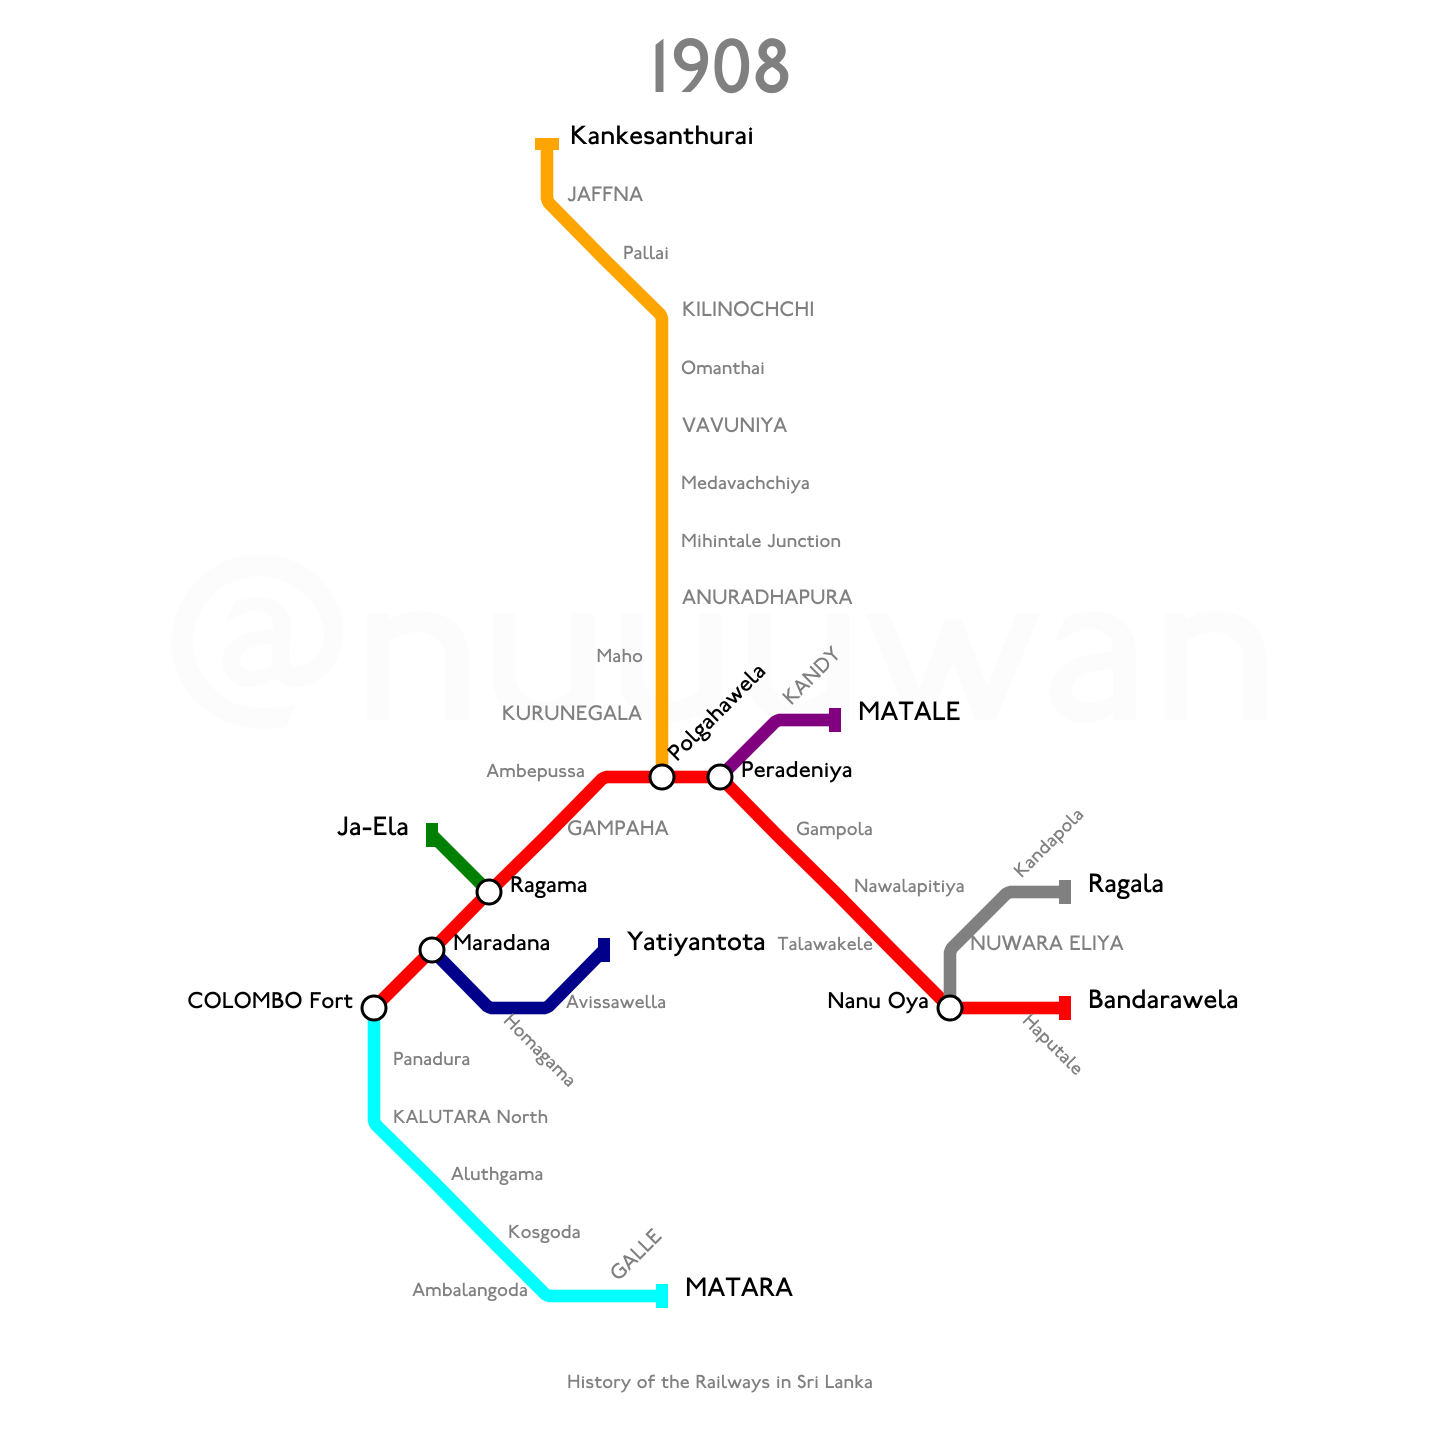 1908
Kankesanthurai
JAFFNA
Pallai
KILINOCHCHI
Omanthai
VAVUNIYA
Medavachchiya
Mihintale Junction
ANURADHAPURA
@nuuuwan
Maho
KURUNEGALA
Polgahawela
KANDY
MATALE
Ambepussa
Peradeniya
Ja-Ela
GAMPAHA
Gampola
Kandapola
Ragama
Nawalapitiya
Ragala
Maradana
Yatiyantota
Talawakele
NUWARA ELIYA
COLOMBO Fort
Avissawella
Nanu Oya
Bandarawela
Homagama
Haputale
Panadura
KALUTARA North
Aluthgama
Kosgoda
GALLE
Ambalangoda
MATARA
History of the Railways in Sri Lanka